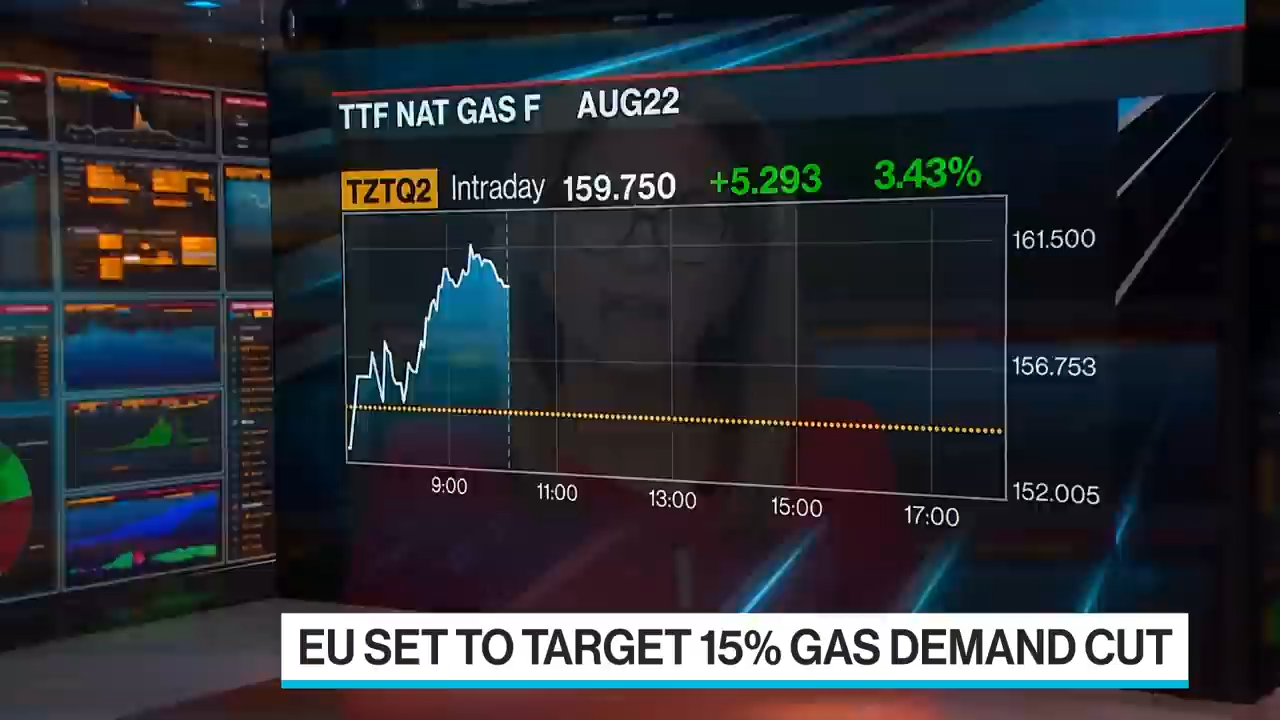 TTF NAT GAS F AUG22
TZTQ2 Intraday 159.750 +5.293 3.43%
161.500
156.753
152.005
9:00 11:00 13:00 15:00 17:00
EU SET TO TARGET 15% GAS DEMAND CUT